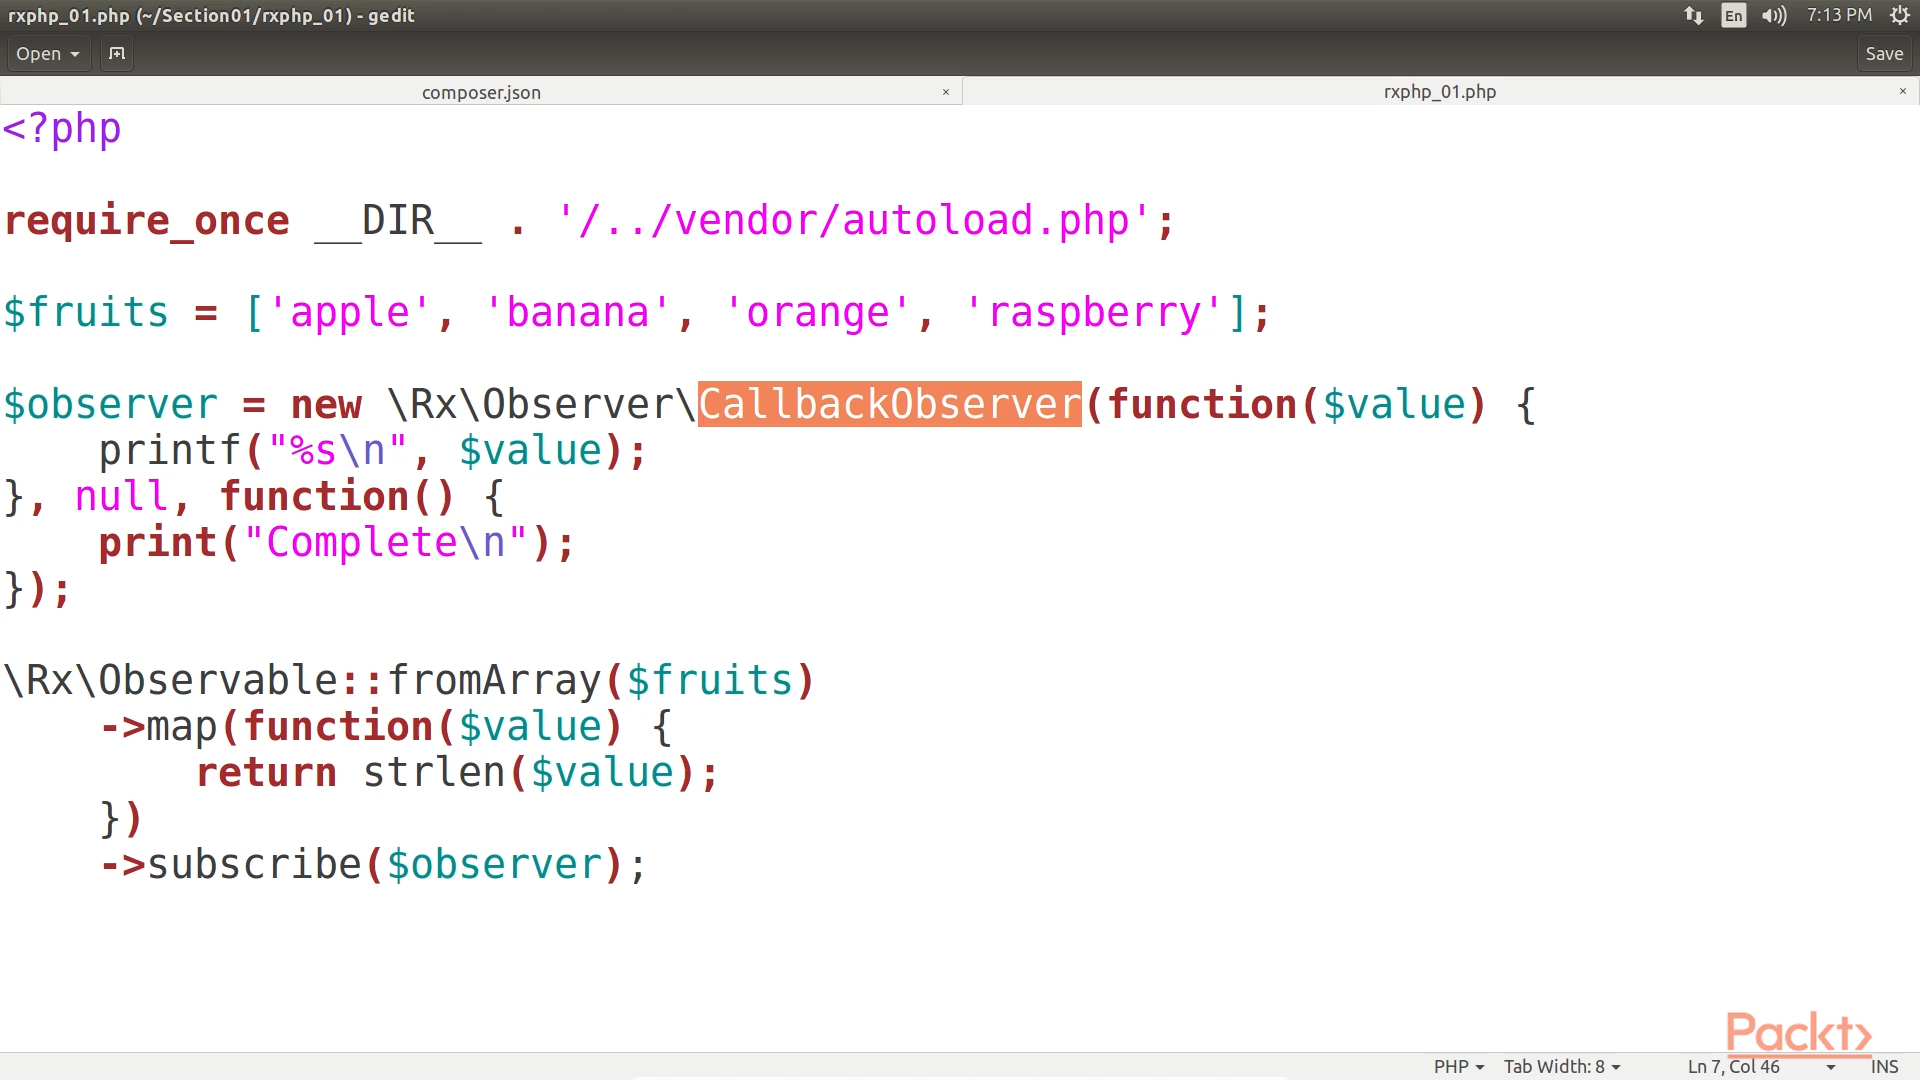 rxphp_01.php (~/Section01/rxphp_01) - gedit
En
7:13 PM
Open
Save
composer.json ×
rxphp_01.php ×
<?php
require_once __DIR__ . '/../vendor/autoload.php';
$fruits = ['apple', 'banana', 'orange', 'raspberry'];
$observer = new \Rx\Observer\CallbackObserver(function($value) {
    printf("%s\n", $value);
}, null, function() {
    print("Complete\n");
});
\Rx\Observable::fromArray($fruits)
    ->map(function($value) {
        return strlen($value);
    })
    ->subscribe($observer);
Packt>
PHP Tab Width: 8 Ln 7, Col 46 INS